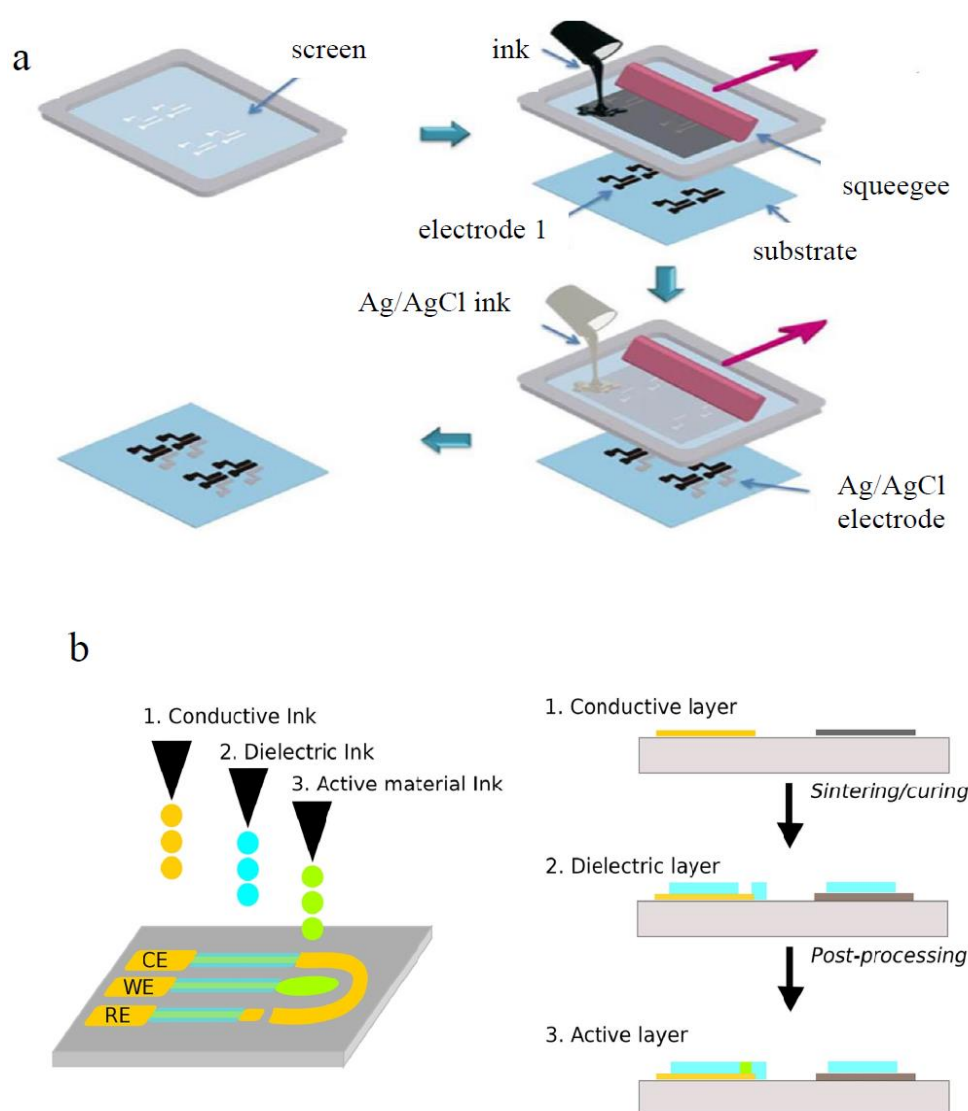 a
screen
ink
squeegee
electrode 1
substrate
Ag/AgCl ink
Ag/AgCl
electrode
b
1. Conductive Ink
2. Dielectric Ink
3. Active material Ink
CE
WE
RE
1. Conductive layer
Sintering/curing
2. Dielectric layer
Post-processing
3. Active layer